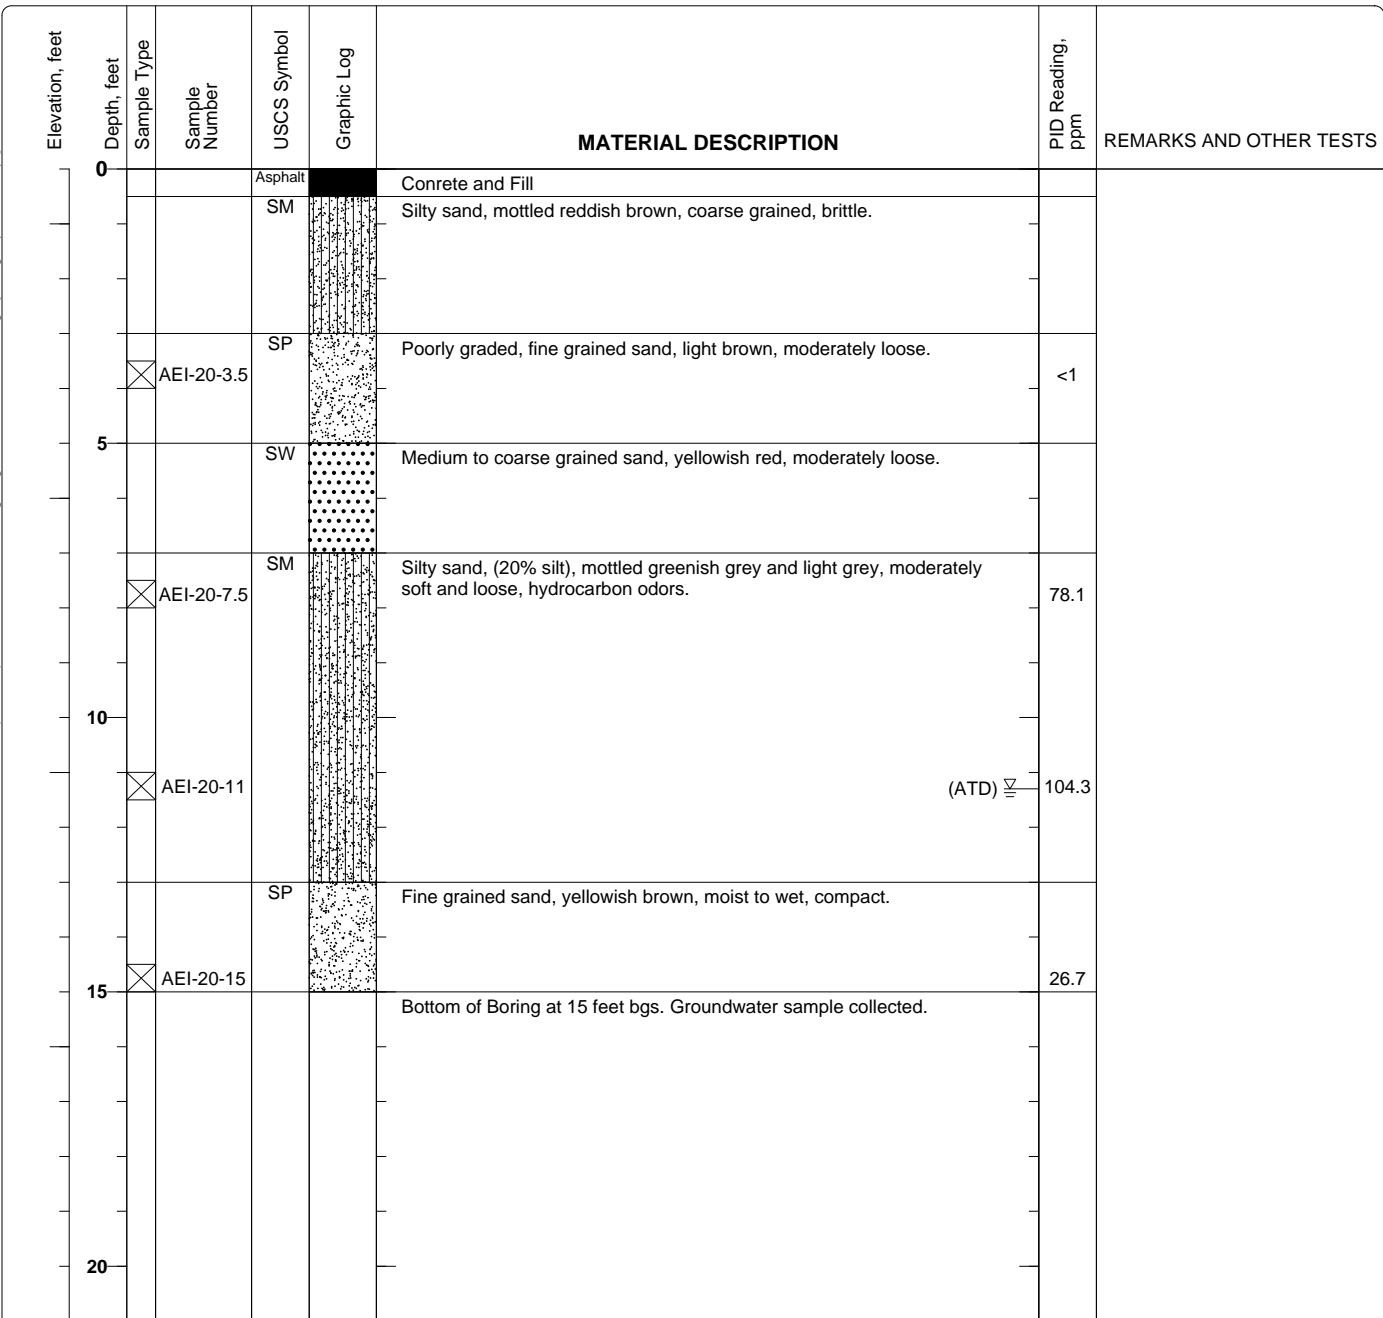 Elevation, feet
Depth, feet
Sample Type
Sample
Number
USCS Symbol
Graphic Log
MATERIAL DESCRIPTION
PID Reading,
ppm
REMARKS AND OTHER TESTS
0
Asphalt
Conrete and Fill
SM
Silty sand, mottled reddish brown, coarse grained, brittle.
SP
Poorly graded, fine grained sand, light brown, moderately loose.
AEI-20-3.5
<1
5
SW
Medium to coarse grained sand, yellowish red, moderately loose.
SM
Silty sand, (20% silt), mottled greenish grey and light grey, moderately
soft and loose, hydrocarbon odors.
AEI-20-7.5
78.1
10
AEI-20-11
(ATD)
104.3
SP
Fine grained sand, yellowish brown, moist to wet, compact.
AEI-20-15
26.7
15
Bottom of Boring at 15 feet bgs. Groundwater sample collected.
20